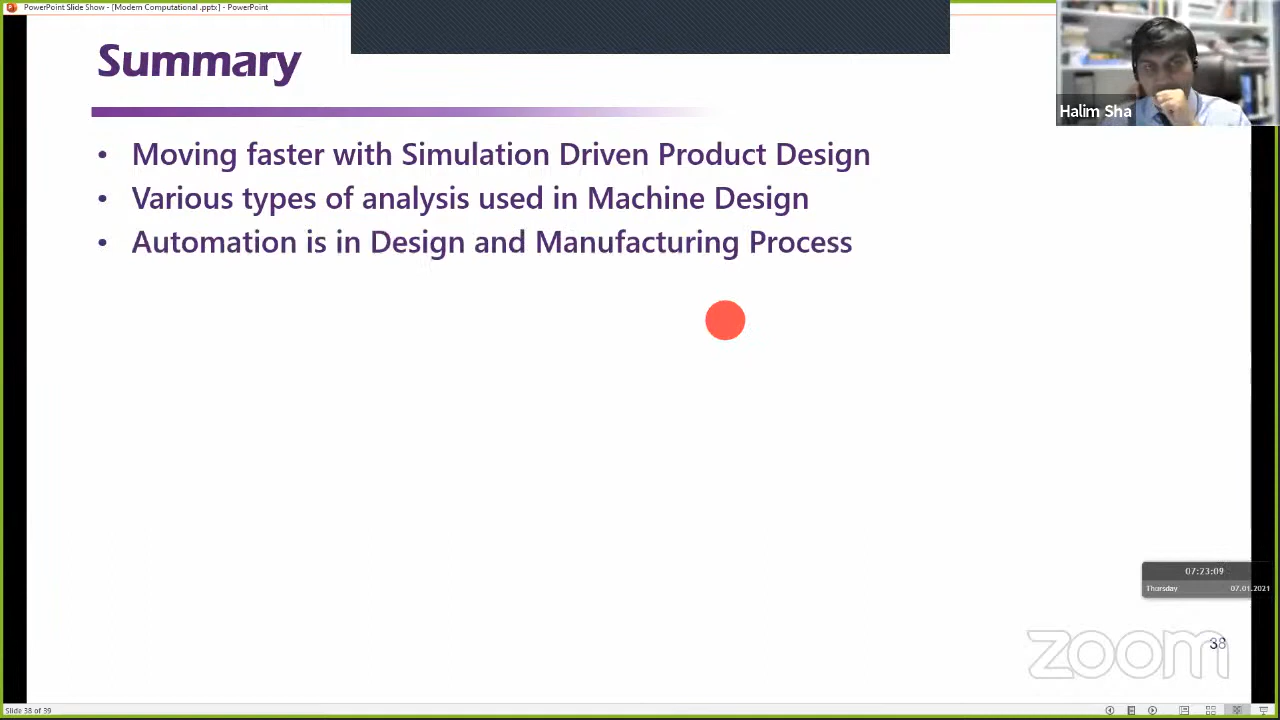 PowerPoint Slide Show - [Modern Computational .pptx] - PowerPoint
Summary
Halim Sha
• Moving faster with Simulation Driven Product Design
• Various types of analysis used in Machine Design
• Automation is in Design and Manufacturing Process
07:23:09
Thursday 07.01.2021
zoom
38
Slide 38 of 39